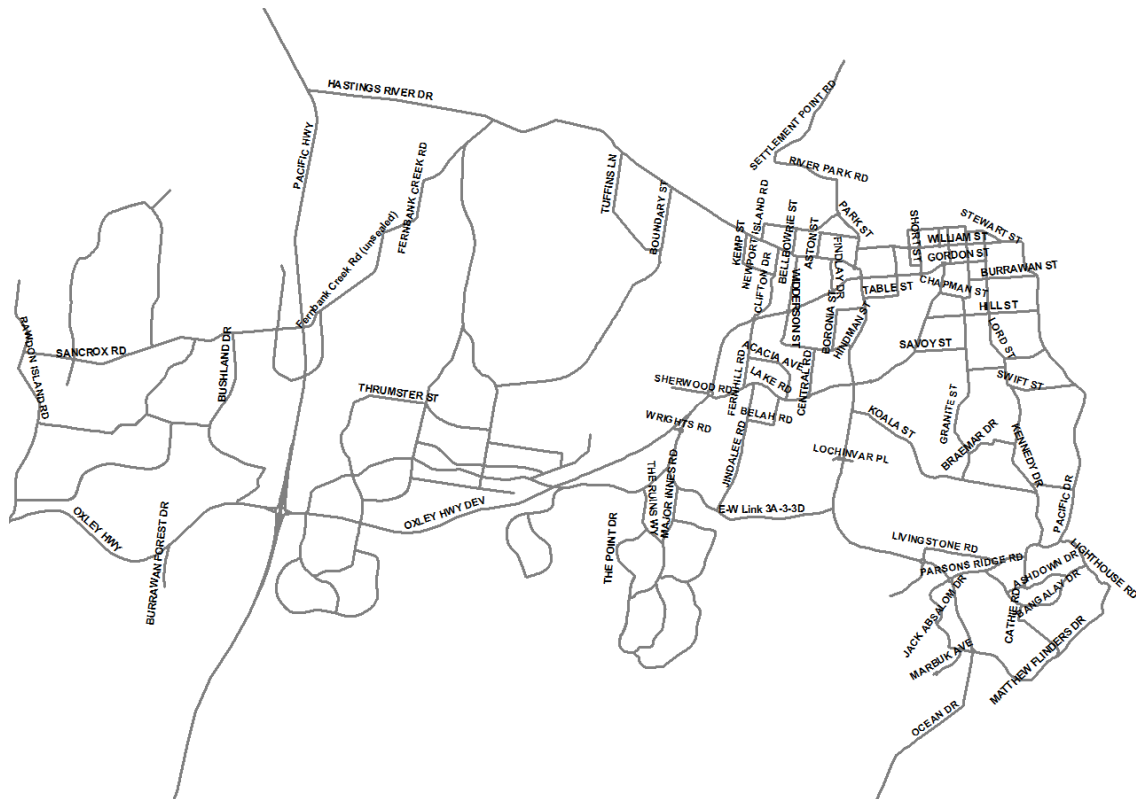 HASTINGS RIVER DR
SETTLEMENT POINT RD
RIVER PARK RD
PACIFIC HWY
FERNBANK CREEK RD
TUFFINS LN
BOUNDARY ST
KEMP ST
NEWPORT ISLAND RD
BELLBOWRIE ST
ASTON ST
PARK ST
FINDLAY DR
SHORT ST
STEWART ST
WILLIAM ST
GORDON ST
BURRAWAN ST
CLIFTON DR
WIDDERSON ST
TABLE ST
CHAPMAN ST
HILL ST
Fernbank Creek Rd (unsealed)
BORONIA ST
HINDMAN ST
LORD ST
SAVOY ST
RAWDON ISLAND RD
SANCROX RD
BUSHLAND DR
ACACIA AVE
LAKE RD
CENTRAL RD
SHERWOOD RD
FERNHILL RD
SWIFT ST
THRUMSTER ST
BELAH RD
WRIGHTS RD
GRANITE ST
KOALA ST
BRAEMAR DR
KENNEDY DR
JINDALEE RD
LOCHINVAR PL
THE RUINS WY
MAJOR INNES RD
PACIFIC DR
OXLEY HWY
OXLEY HWY DEV
E-W Link 3A-3-3D
BURRAWAN FOREST DR
THE POINT DR
LIVINGSTONE RD
PARSONS RIDGE RD
LIGHTHOUSE RD
ASHDOWN DR
BANGALAY DR
JACK ABSALOM DR
CATHIE RD
MARBUK AVE
MATTHEW FLINDERS DR
OCEAN DR